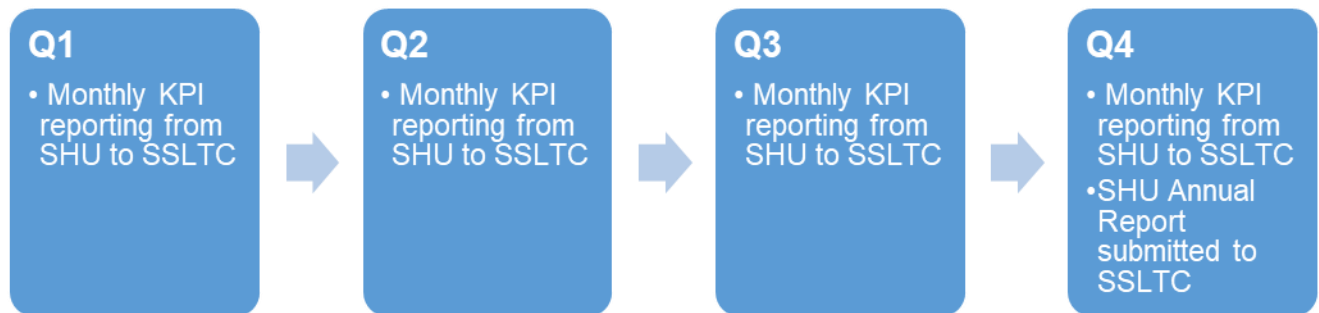 Q1
• Monthly KPI
reporting from
SHU to SSLTC
Q2
• Monthly KPI
reporting from
SHU to SSLTC
Q3
• Monthly KPI
reporting from
SHU to SSLTC
Q4
• Monthly KPI
reporting from
SHU to SSLTC
•SHU Annual
Report
submitted to
SSLTC